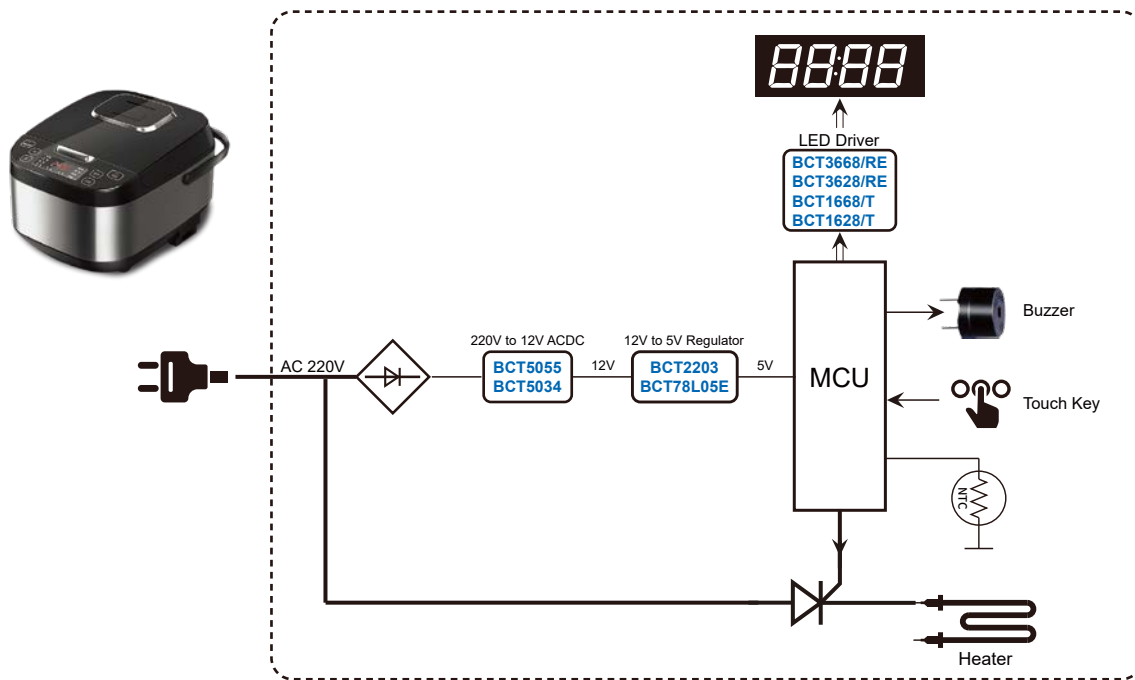 88:88
LED Driver
BCT3668/RE
BCT3628/RE
BCT1668/T
BCT1628/T
Buzzer
220V to 12V ACDC
12V to 5V Regulator
AC 220V
BCT5055
BCT5034
12V
BCT2203
BCT78L05E
5V
MCU
Touch Key
NTC
Heater